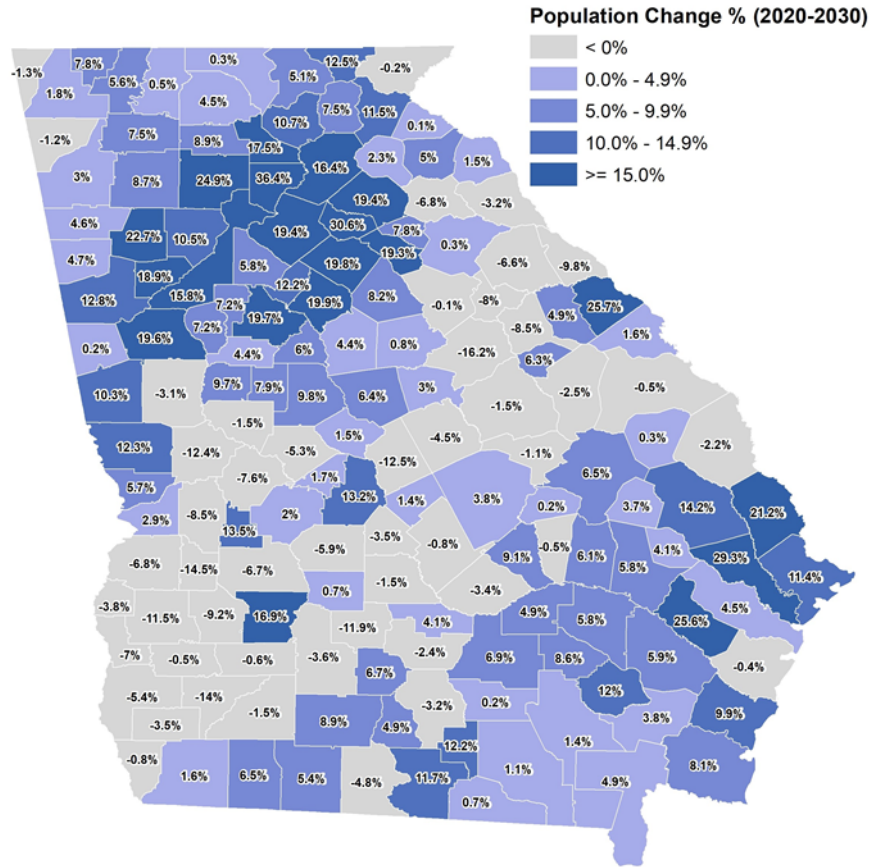 Population Change % (2020-2030)
< 0%
0.0% - 4.9%
5.0% - 9.9%
10.0% - 14.9%
>= 15.0%
-1.3% 7.8% 5.6% 0.5% 0.3% 5.1% 12.5% -0.2%
1.8% 4.5% 10.7% 7.5% 11.5% 0.1%
-1.2% 7.5% 8.9% 17.5% 16.4% 2.3% 5% 1.5%
3% 8.7% 24.9% 36.4% 19.4% -6.8% -3.2%
4.6% 22.7% 10.5% 19.4% 30.6% 7.8% 0.3%
4.7% 18.9% 5.8% 19.8% 19.3% -6.6% -9.8%
12.8% 15.8% 7.2% 12.2% 19.9% 8.2% -0.1% -8% 4.9% 25.7%
0.2% 19.6% 7.2% 19.7% 4.4% 6% 4.4% 0.8% -16.2% -8.5% 6.3% 1.6%
10.3% -3.1% 9.7% 7.9% 9.8% 6.4% 3% -1.5% -2.5% -0.5%
12.3% -12.4% -1.5% -5.3% 1.5% -4.5% -1.1% 0.3% -2.2%
5.7% -7.6% 1.7% -12.5% 6.5%
2.9% -8.5% 13.5% 2% 13.2% 1.4% 3.8% 0.2% 3.7% 14.2% 21.2%
-6.8% -14.5% -6.7% -5.9% -3.5% -0.8% 9.1% -0.5% 6.1% 5.8% 4.1% 29.3% 11.4%
-3.8% -11.5% -9.2% 16.9% 0.7% -1.5% -3.4% 4.9% 5.8% 25.6% 4.5%
-7% -0.5% -0.6% -3.6% -11.9% 4.1% -2.4% 6.9% 8.6% 5.9% -0.4%
-5.4% -14% 6.7% 12%
-3.5% -1.5% 8.9% 4.9% -3.2% 0.2% 3.8% 9.9%
-0.8% 12.2% 1.4%
1.6% 6.5% 5.4% -4.8% 11.7% 1.1% 4.9% 8.1%
0.7%